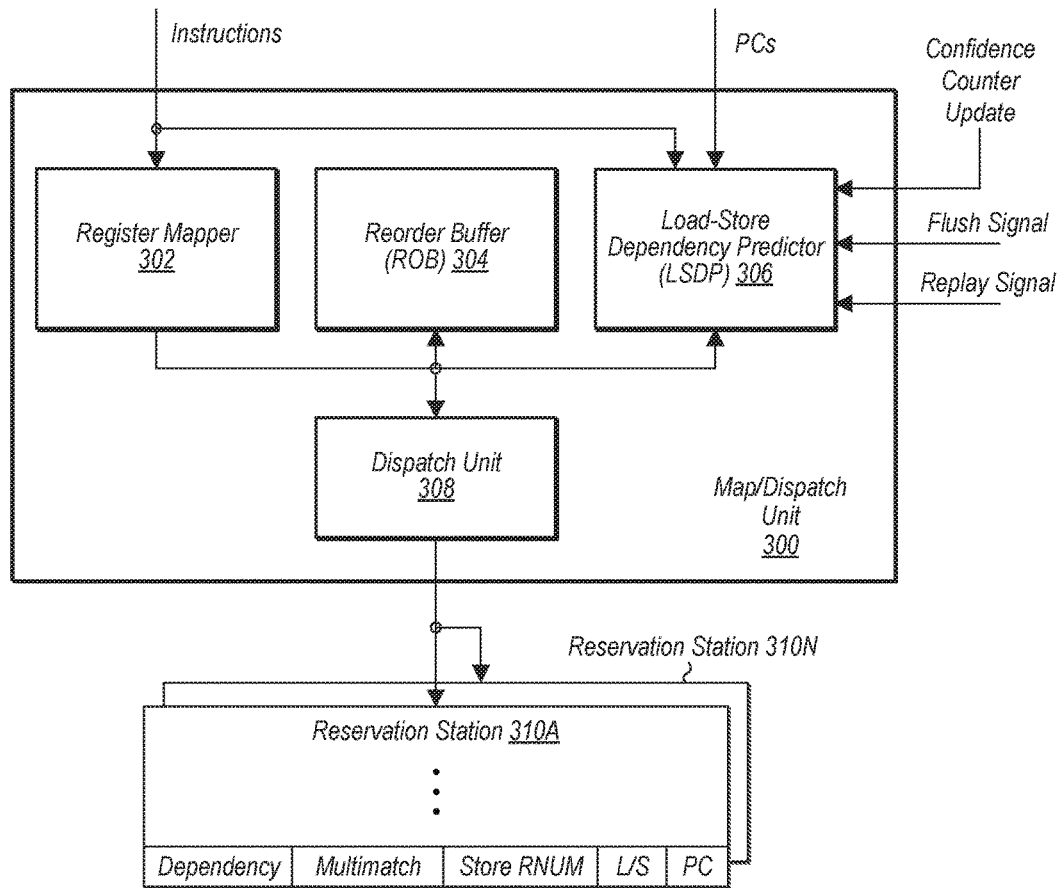 Instructions
PCs
Confidence
Counter
Update
Register Mapper
302
Reorder Buffer
(ROB) 304
Load-Store
Dependency Predictor
(LSDP) 306
Flush Signal
Replay Signal
Dispatch Unit
308
Map/Dispatch
Unit
300
Reservation Station 310N
Reservation Station 310A
Dependency Multimatch Store RNUM L/S PC